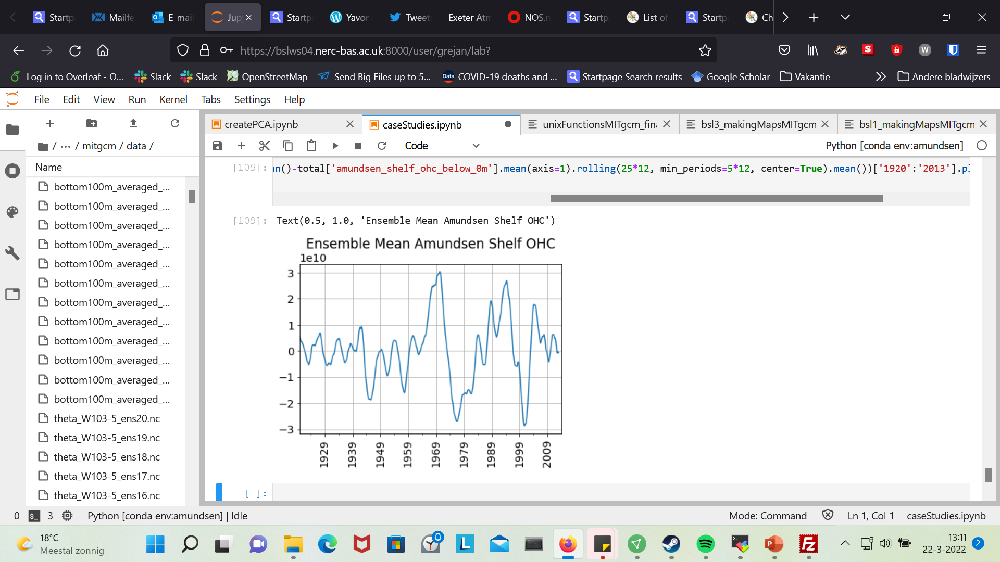 Startp
Mailfe
E-mail
Jup
Startp
Yavor
Tweet
Exeter Atm
NOS.n
Startp
List of
Startp
Ch
https://bslws04.nerc-bas.ac.uk:8000/user/grejan/lab?
Log in to Overleaf - O...
Slack
Slack
OpenStreetMap
Send Big Files up to 5...
Data
COVID-19 deaths and ...
Startpage Search results
Google Scholar
Vakantie
Andere bladwijzers
File Edit View Run Kernel Tabs Settings Help
createPCA.ipynb
caseStudies.ipynb
unixFunctionsMITgcm_fina
bsl3_makingMapsMITgcm
bsl1_makingMapsMITgcm
/ ... / mitgcm / data /
Code
Python [conda env:amundsen]
Name
bottom100m_averaged_...
bottom100m_averaged_...
bottom100m_averaged_...
bottom100m_averaged_...
bottom100m_averaged_...
bottom100m_averaged_...
bottom100m_averaged_...
bottom100m_averaged_...
bottom100m_averaged_...
bottom100m_averaged_...
bottom100m_averaged_...
bottom100m_averaged_...
theta_W103-5_ens20.nc
theta_W103-5_ens19.nc
theta_W103-5_ens18.nc
theta_W103-5_ens17.nc
theta_W103-5_ens16.nc
[109]: an()-total['amundsen_shelf_ohc_below_0m'].mean(axis=1).rolling(25*12, min_periods=5*12, center=True).mean())['1920':'2013'].pl
[109]: Text(0.5, 1.0, 'Ensemble Mean Amundsen Shelf OHC')
Ensemble Mean Amundsen Shelf OHC
1e10
3
2
1
0
−1
−2
−3
1929
1939
1949
1959
1969
1979
1989
1999
2009
[ ]:
0
$_
3
Python [conda env:amundsen] | Idle
Mode: Command
Ln 1, Col 1
caseStudies.ipynb
18°C
Meestal zonnig
13:11
22-3-2022
2